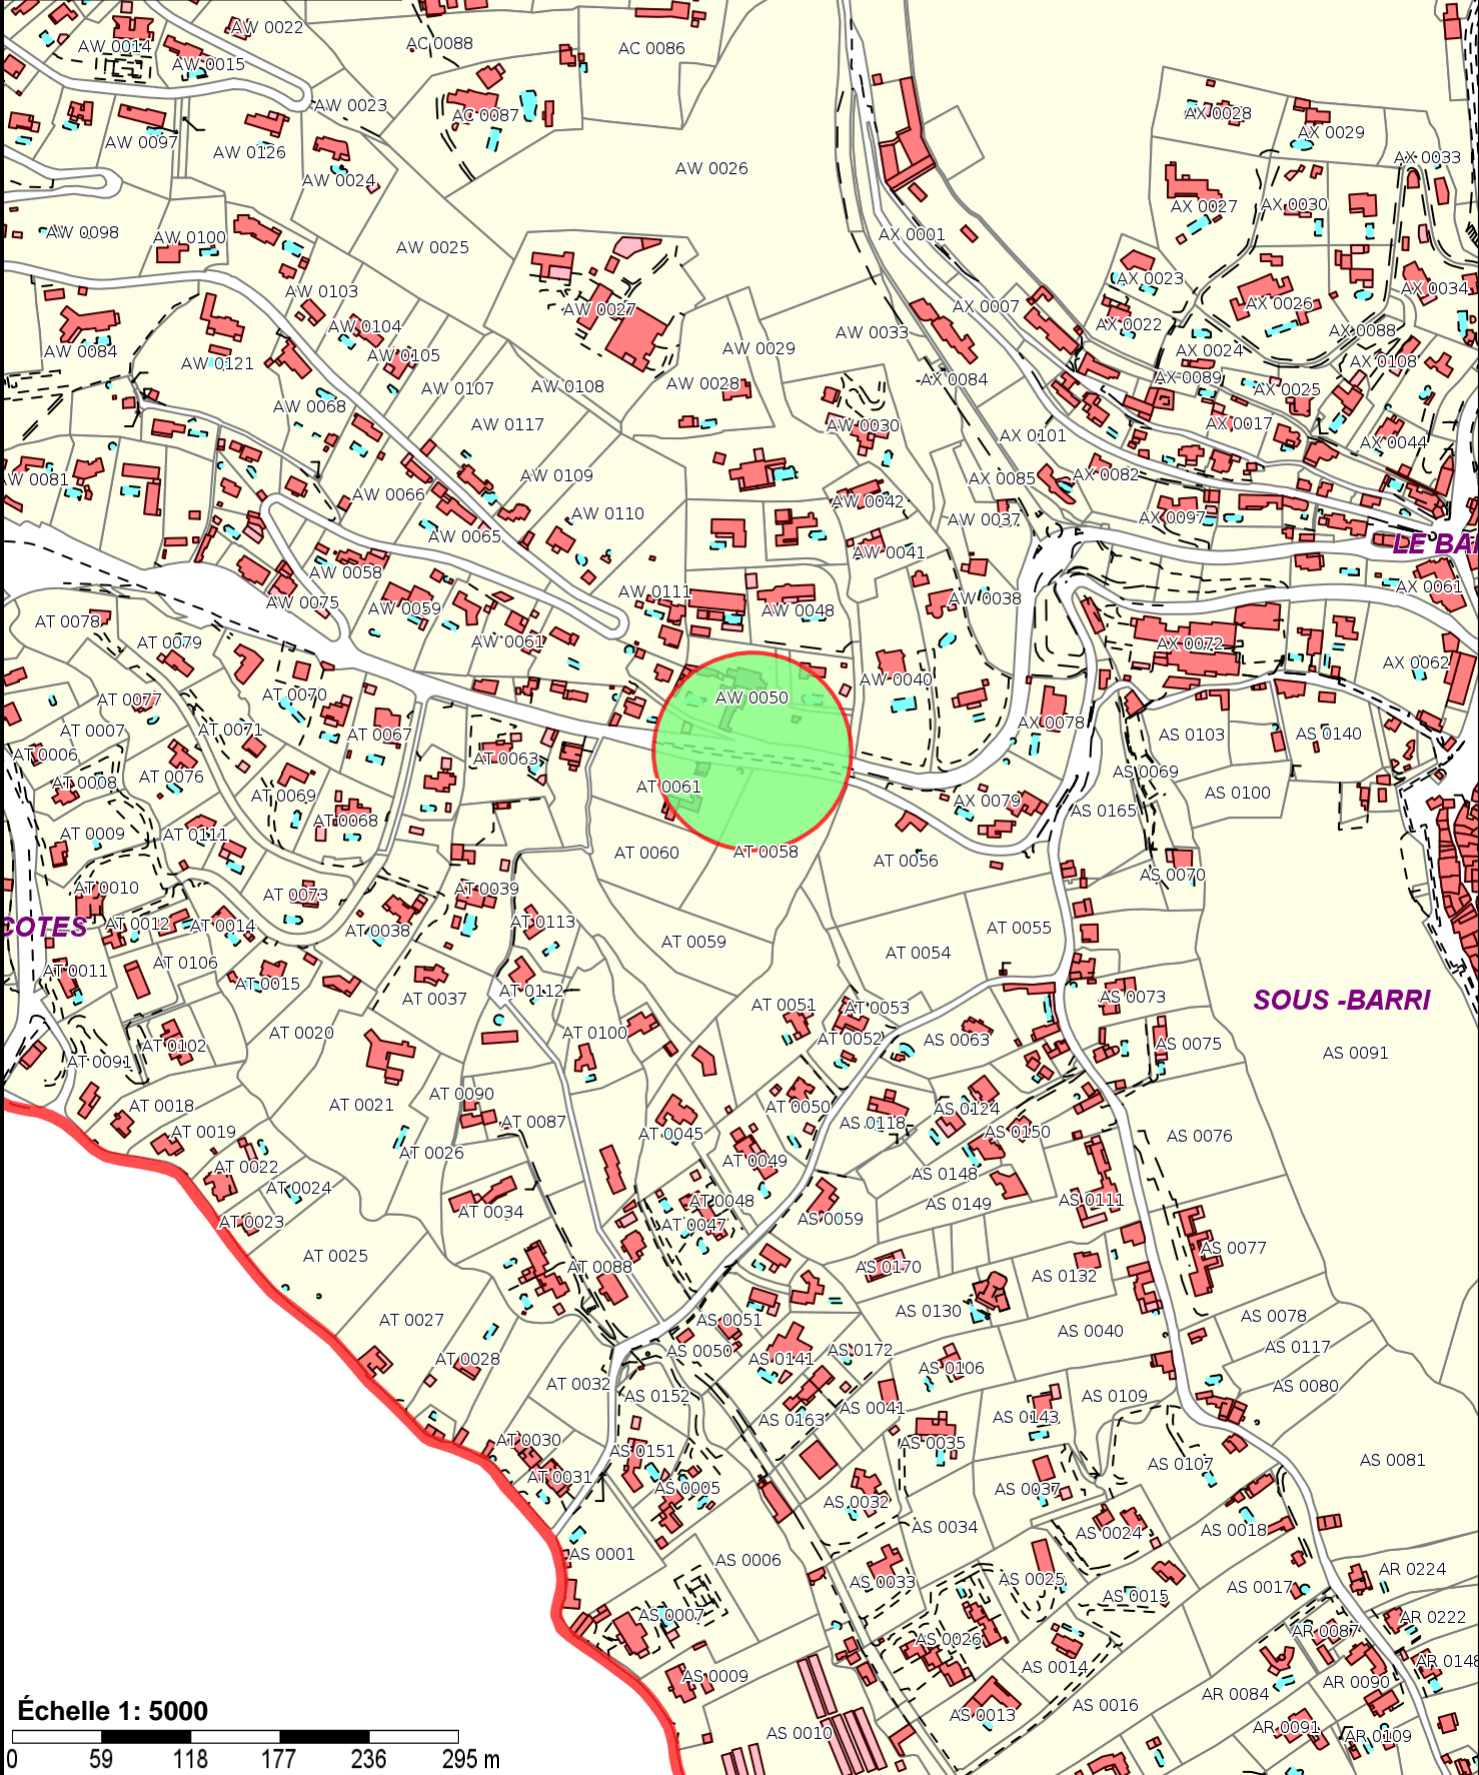 AW 0014
AW 0015
AW 0022
AC 0088
AC 0086
AW 0023
AC 0087
AX 0028
AX 0029
AW 0097
AW 0126
AW 0024
AW 0026
AX 0033
AX 0027
AX 0030
AW 0098
AW 0100
AW 0025
AX 0001
AX 0023
AW 0103
AX 0034
AW 0027
AX 0007
AX 0026
AW 0104
AW 0033
AX 0022
AX 0088
AW 0084
AW 0105
AW 0029
AX 0024
AW 0121
AX 0108
AW 0107
AW 0108
AW 0028
AX 0084
AX 0089
AX 0025
AW 0068
AW 0117
AW 0030
AX 0101
AX 0017
AX 0044
AW 0081
AW 0109
AX 0085
AX 0082
AW 0066
AW 0042
AW 0110
AW 0037
AX 0097
AW 0065
AW 0041
LE BAR
AW 0058
AX 0061
AW 0075
AW 0059
AW 0111
AW 0048
AW 0038
AT 0078
AT 0079
AW 0061
AX 0072
AX 0062
AT 0077
AT 0070
AW 0050
AW 0040
AT 0007
AT 0071
AT 0067
AX 0078
AS 0103
AS 0140
AT 0006
AT 0063
AT 0008
AT 0076
AT 0061
AS 0069
AS 0100
AT 0069
AX 0079
AS 0165
AT 0009
AT 0111
AT 0068
AT 0060
AT 0058
AT 0056
AT 0010
AT 0073
AT 0039
AS 0070
COTES
AT 0012
AT 0014
AT 0038
AT 0113
AT 0059
AT 0055
AT 0054
AT 0011
AT 0106
AT 0015
AT 0037
AT 0112
AT 0051
AT 0053
AS 0073
SOUS -BARRI
AT 0020
AT 0100
AT 0052
AS 0063
AS 0075
AT 0102
AT 0091
AS 0091
AT 0018
AT 0021
AT 0090
AT 0087
AT 0050
AS 0118
AS 0124
AT 0019
AT 0045
AS 0150
AS 0076
AT 0026
AT 0022
AT 0049
AS 0148
AT 0024
AT 0034
AT 0048
AS 0149
AS 0111
AT 0023
AT 0047
AS 0059
AT 0025
AT 0088
AS 0170
AS 0132
AS 0077
AT 0027
AS 0051
AS 0130
AS 0040
AS 0078
AT 0028
AS 0050
AS 0141
AS 0172
AS 0106
AS 0117
AT 0032
AS 0152
AS 0041
AS 0109
AS 0080
AS 0163
AS 0143
AT 0030
AS 0151
AS 0035
AS 0081
AT 0031
AS 0005
AS 0032
AS 0037
AS 0107
AS 0001
AS 0006
AS 0034
AS 0024
AS 0018
AS 0033
AS 0025
AS 0015
AS 0017
AR 0224
AS 0007
AS 0026
AR 0087
AR 0222
AS 0009
AS 0014
AR 0148
AS 0013
AS 0016
AR 0084
AR 0090
AS 0010
AR 0091
AR 0109
Échelle 1: 5000
0 59 118 177 236 295 m